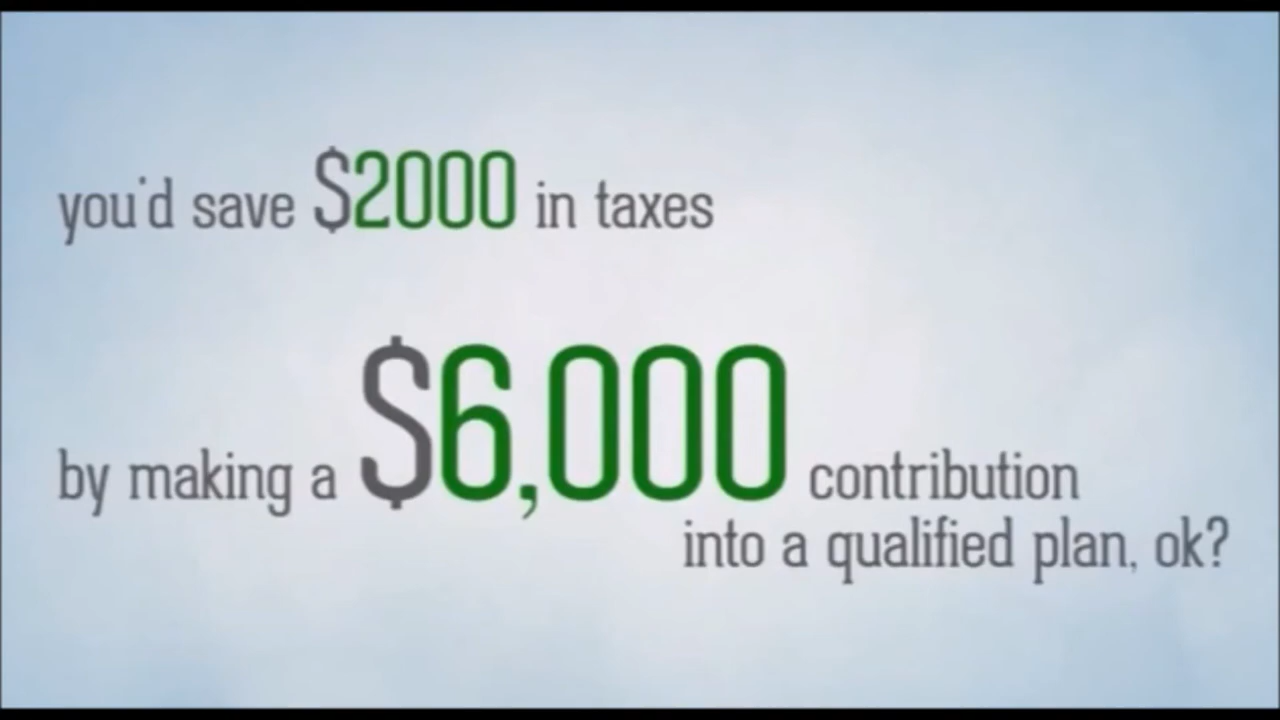 you'd save $2000 in taxes
by making a $6,000 contribution
into a qualified plan, ok?